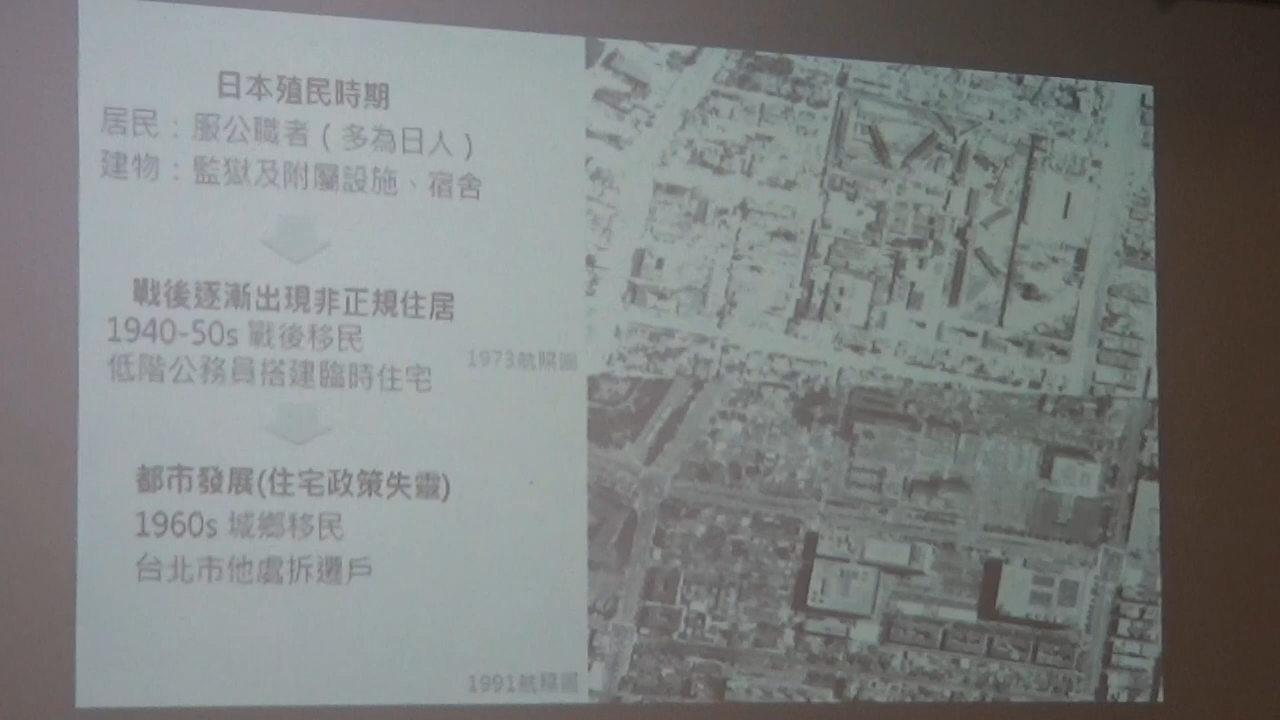 日本殖民時期
居民：服公職者（多為日人）
建物：監獄及附屬設施、宿舍
戰後逐漸出現非正規住居
1940-50s 戰後移民
低階公務員搭建臨時住宅
1973航照圖
都市發展(住宅政策失靈)
1960s 城鄉移民
台北市他處拆遷戶
1991航照圖